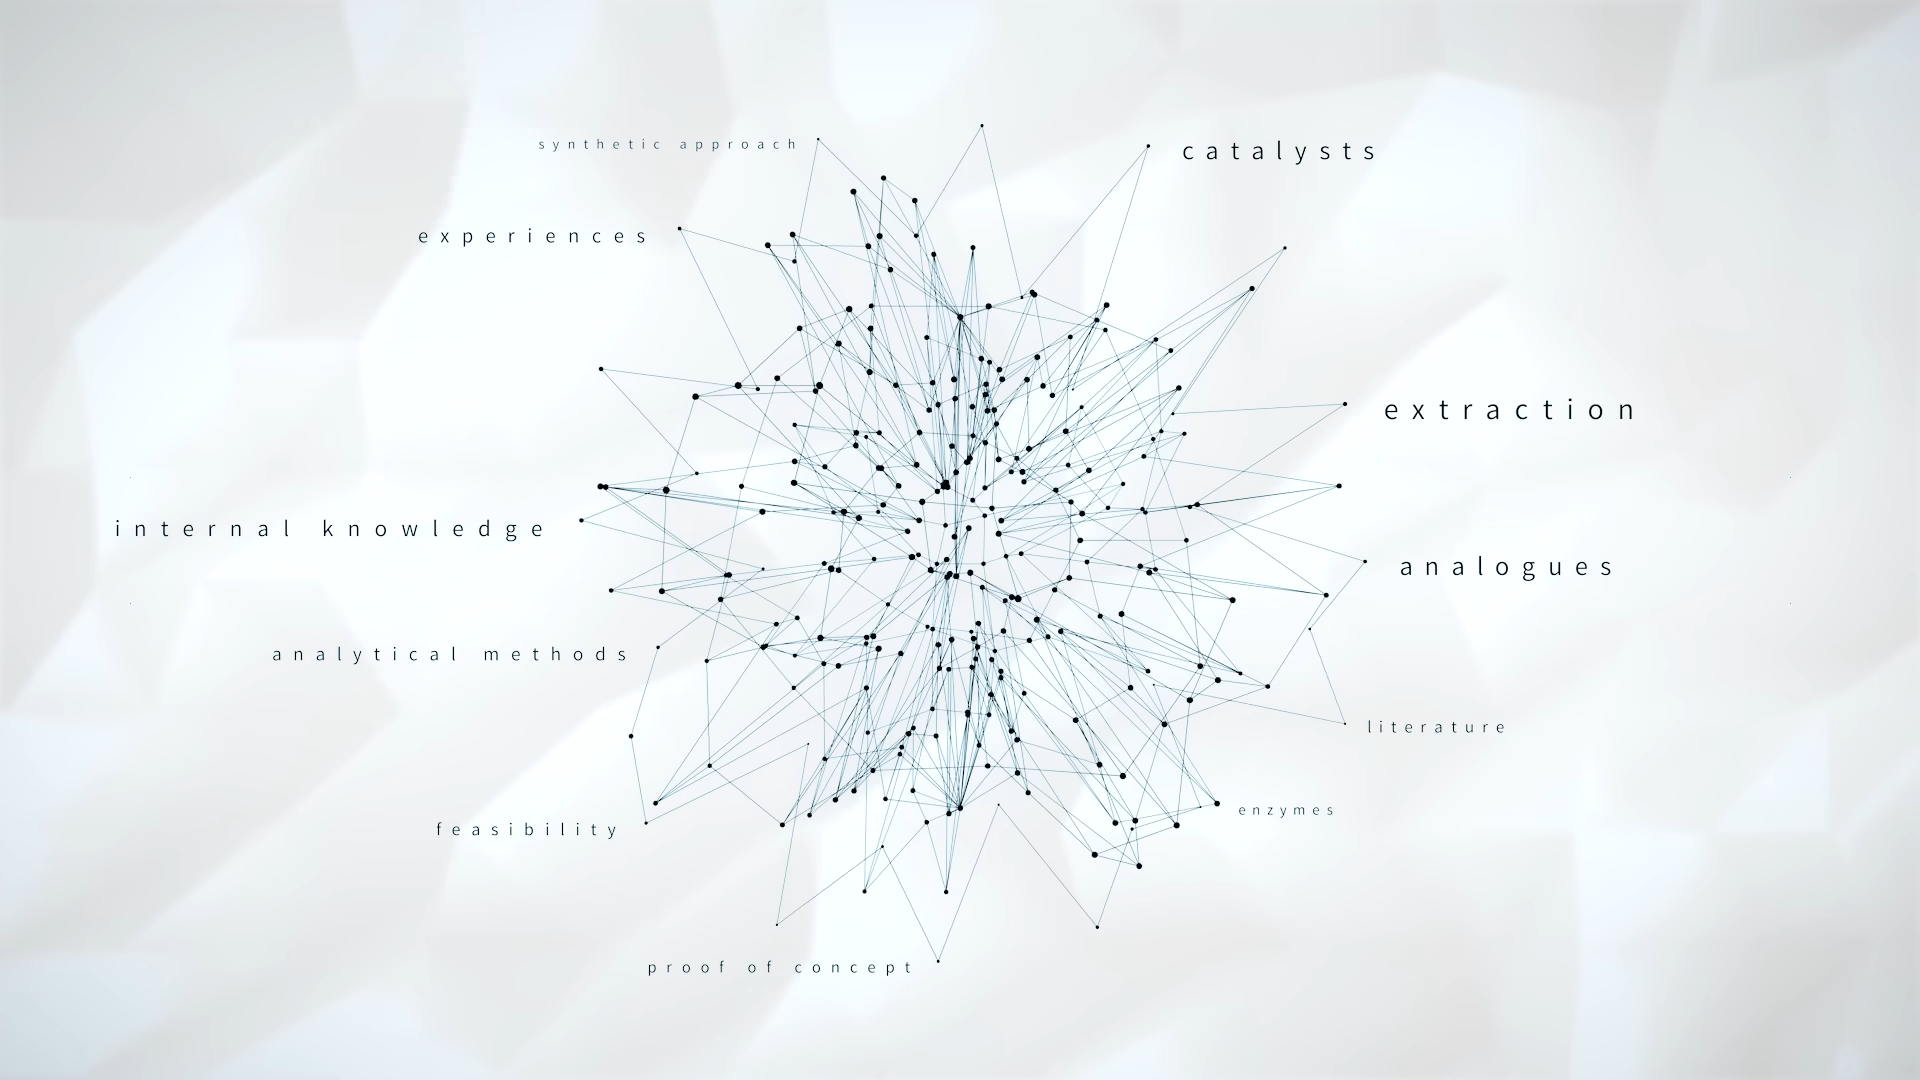 synthetic approach
catalysts
experiences
extraction
internal knowledge
analogues
analytical methods
literature
enzymes
feasibility
proof of concept